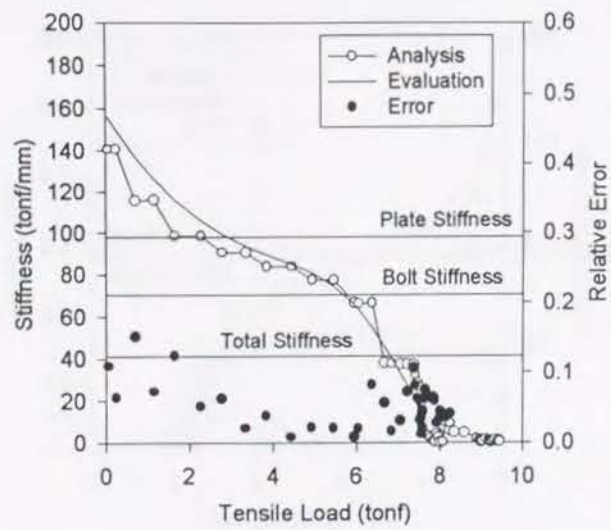 200
180
160
140
120
100
80
60
40
20
0
Stiffness (tonf/mm)
Analysis
Evaluation
Error
Plate Stiffness
Bolt Stiffness
Total Stiffness
0.6
0.5
0.4
0.3
0.2
0.1
0.0
Relative Error
0 2 4 6 8 10
Tensile Load (tonf)